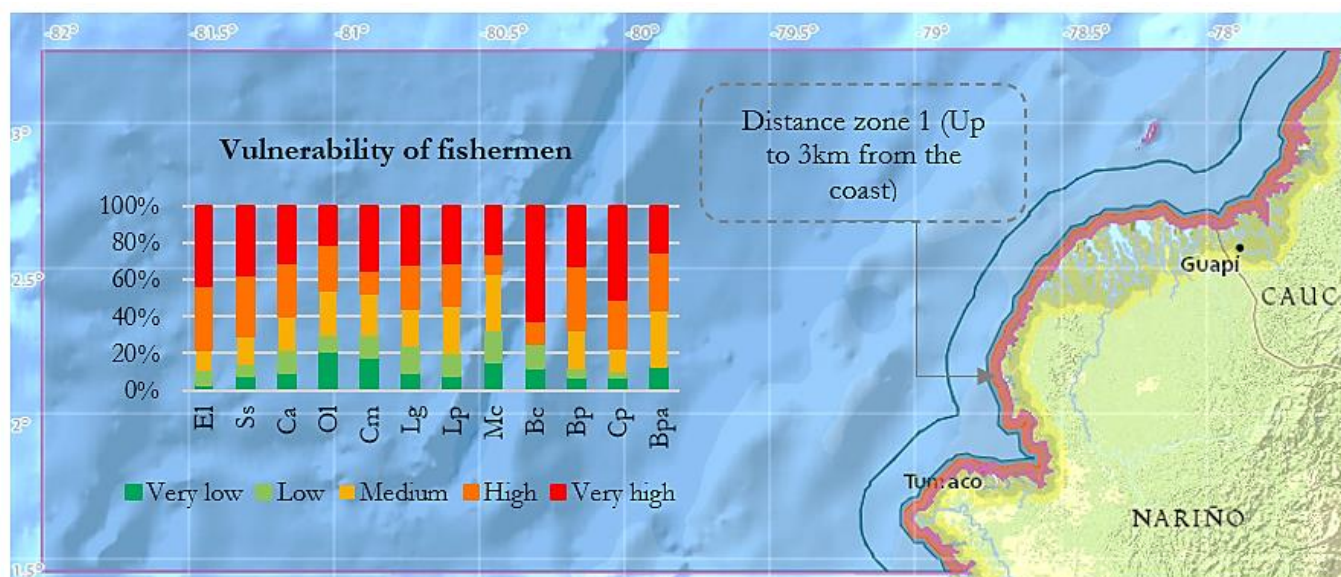 -82° -81.5° -81° -80.5° -80° -79.5° -79° -78.5° -78°
3°
2.5°
2°
1.5°
Distance zone 1 (Up
to 3km from the
coast)
Vulnerability of fishermen
100%
80%
60%
40%
20%
0%
El Ss Ca Ol Cm Lg Lp Mc Bc Bp Cp Bpa
Very low Low Medium High Very high
Guapi
CAUC
Tumaco
NARIÑO